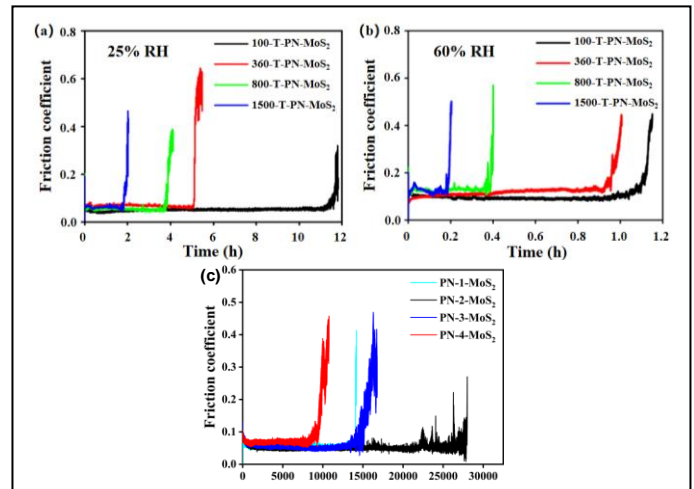 (a)
25% RH
100-T-PN-MoS₂
360-T-PN-MoS₂
800-T-PN-MoS₂
1500-T-PN-MoS₂
Friction coefficient
0.8
0.6
0.4
0.2
0.0
0 2 4 6 8 10 12
Time (h)
(b)
60% RH
100-T-PN-MoS₂
360-T-PN-MoS₂
800-T-PN-MoS₂
1500-T-PN-MoS₂
Friction coefficient
0.8
0.6
0.4
0.2
0.0
0.0 0.2 0.4 0.6 0.8 1.0 1.2
Time (h)
(c)
PN-1-MoS₂
PN-2-MoS₂
PN-3-MoS₂
PN-4-MoS₂
Friction coefficient
0.6
0.5
0.4
0.3
0.2
0.1
0.0
0 5000 10000 15000 20000 25000 30000